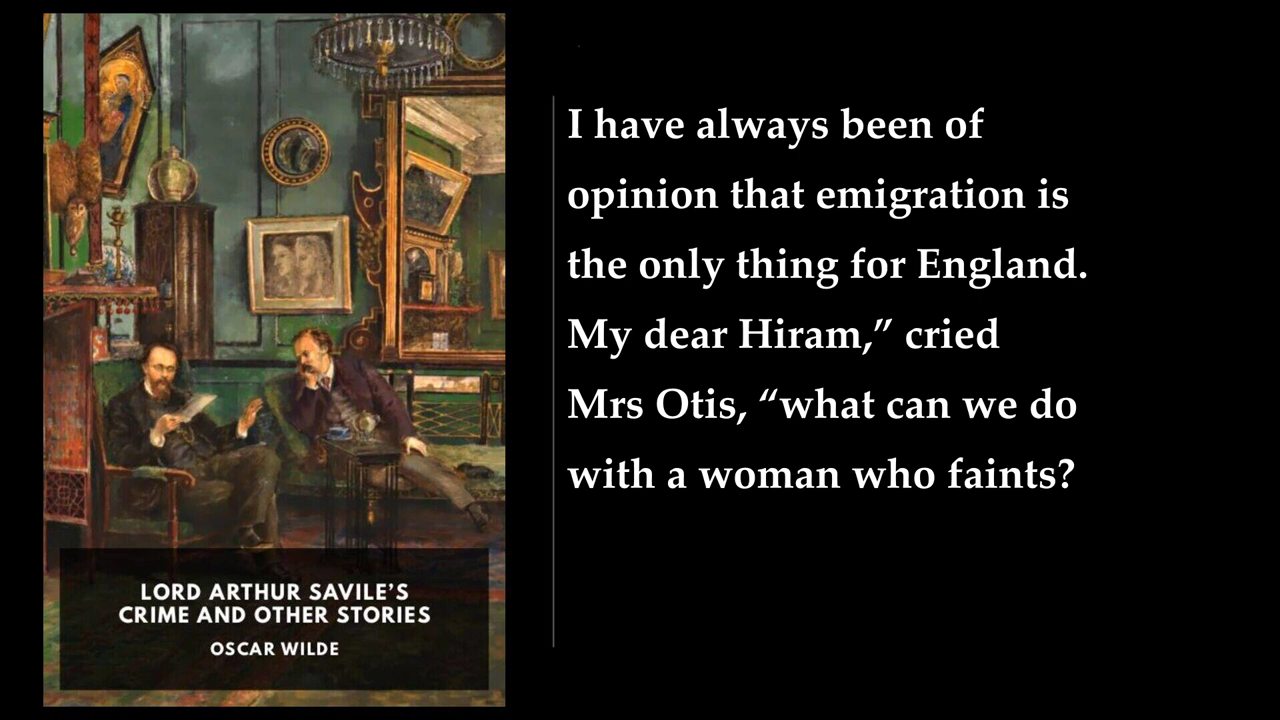 I have always been of
opinion that emigration is
the only thing for England.
My dear Hiram,” cried
Mrs Otis, “what can we do
with a woman who faints?
LORD ARTHUR SAVILE’S
CRIME AND OTHER STORIES
OSCAR WILDE